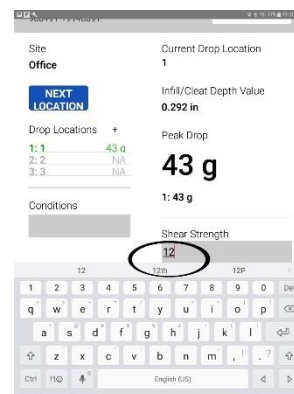 Site
Office
NEXT
LOCATION
Drop Locations +
1: 1 43 g
2: 2 NA
3: 3 NA
Conditions
Current Drop Location
1
Infill/Cleat Depth Value
0.292 in
Peak Drop
43 g
1: 43 g
Shear Strength
12
12 12th 12P
1 2 3 4 5 6 7 8 9 0 Del
q w e r t y u i o p
a s d f g h j k l
z x c v b n m , ! . ?
Ctrl !1☺ English (US)